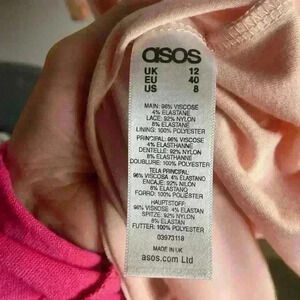 asos
UK 12
EU 40
US 8
MAIN: 96% VISCOSE
4% ELASTANE
LACE: 92% NYLON
8% ELASTANE
LINING: 100% POLYESTER
PRINCIPAL: 96% VISCOSE
4% ELASTHANNE
DENTELLE: 92% NYLON
8% ELASTHANNE
DOUBLURE: 100% POLYESTER
TELA PRINCIPAL:
96% VISCOSA 4% ELASTANO
ENCAJE: 92% NILON
8% ELASTANO
FORRO: 100% POLIESTER
HAUPTSTOFF:
96% VISKOSE 4% ELASTAN
SPITZE: 92% NYLON
8% ELASTAN
FUTTER: 100% POLYESTER
03973118
MADE IN UK
asos.com Ltd